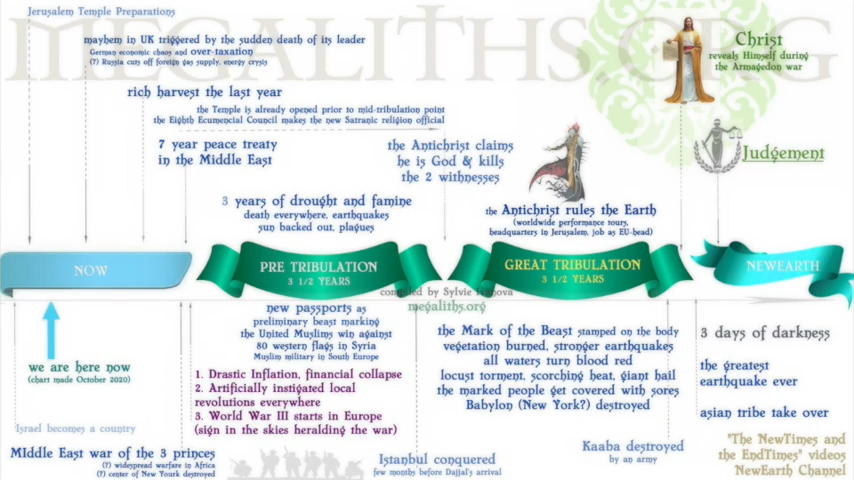 MEGALITHS.ORG
Jerusalem Temple Preparations
mayhem in UK triggered by the sudden death of its leader
German economic chaos and over-taxation
(?) Russia cuts off foreign gas supply, energy crysis
rich harvest the last year
the Temple is already opened prior to mid-tribulation point
the Eighth Ecumencial Council makes the new Satranic religion official
7 year peace treaty
in the Middle East
the Antichrist claims
he is God & kills
the 2 withnesses
Christ
reveals Himself during
the Armagedon war
Judgement
3 years of drought and famine
death everywhere, earthquakes
sun backed out, plagues
the Antichrist rules the Earth
(worldwide performance tours,
headquarters in Jerusalem, job as EU-head)
NOW
PRE TRIBULATION
3 1/2 YEARS
GREAT TRIBULATION
3 1/2 YEARS
NEWEARTH
compiled by Sylvie Ivanova
megaliths.org
we are here now
(chart made October 2020)
Israel becomes a country
MIddle East war of the 3 princes
(?) widespread warfare in Africa
(?) center of New Yourk destroyed
new passports as
preliminary beast marking
the United Muslims win against
80 western flags in Syria
Muslim military in South Europe
1. Drastic Inflation, financial collapse
2. Artificially instigated local
revolutions everywhere
3. World War III starts in Europe
(sign in the skies heralding the war)
Istanbul conquered
few months before Dajjal's arrival
the Mark of the Beast stamped on the body
vegetation burned, stronger earthquakes
all waters turn blood red
locust torment, scorching heat, giant hail
the marked people get covered with sores
Babylon (New York?) destroyed
Kaaba destroyed
by an army
3 days of darkness
the greatest
earthquake ever
asian tribe take over
"The NewTimes and
the EndTimes" videos
NewEarth Channel